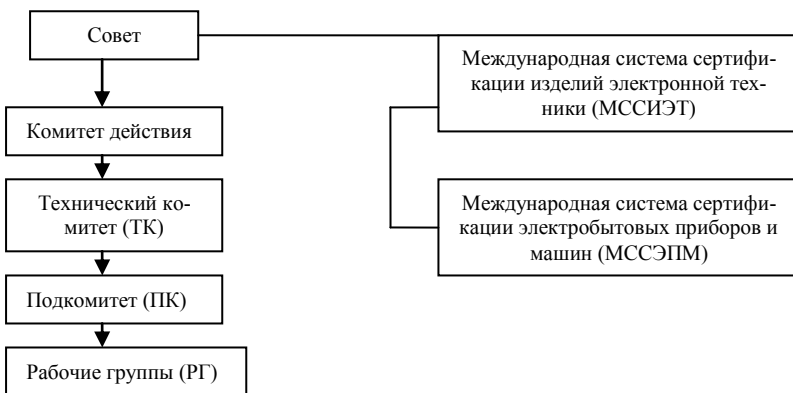 Совет
Международная система сертифи-
кации изделий электронной тех-
ники (МССИЭТ)
Комитет действия
Технический ко-
митет (ТК)
Международная система сертифи-
кации электробытовых приборов и
машин (МССЭПМ)
Подкомитет (ПК)
Рабочие группы (РГ)